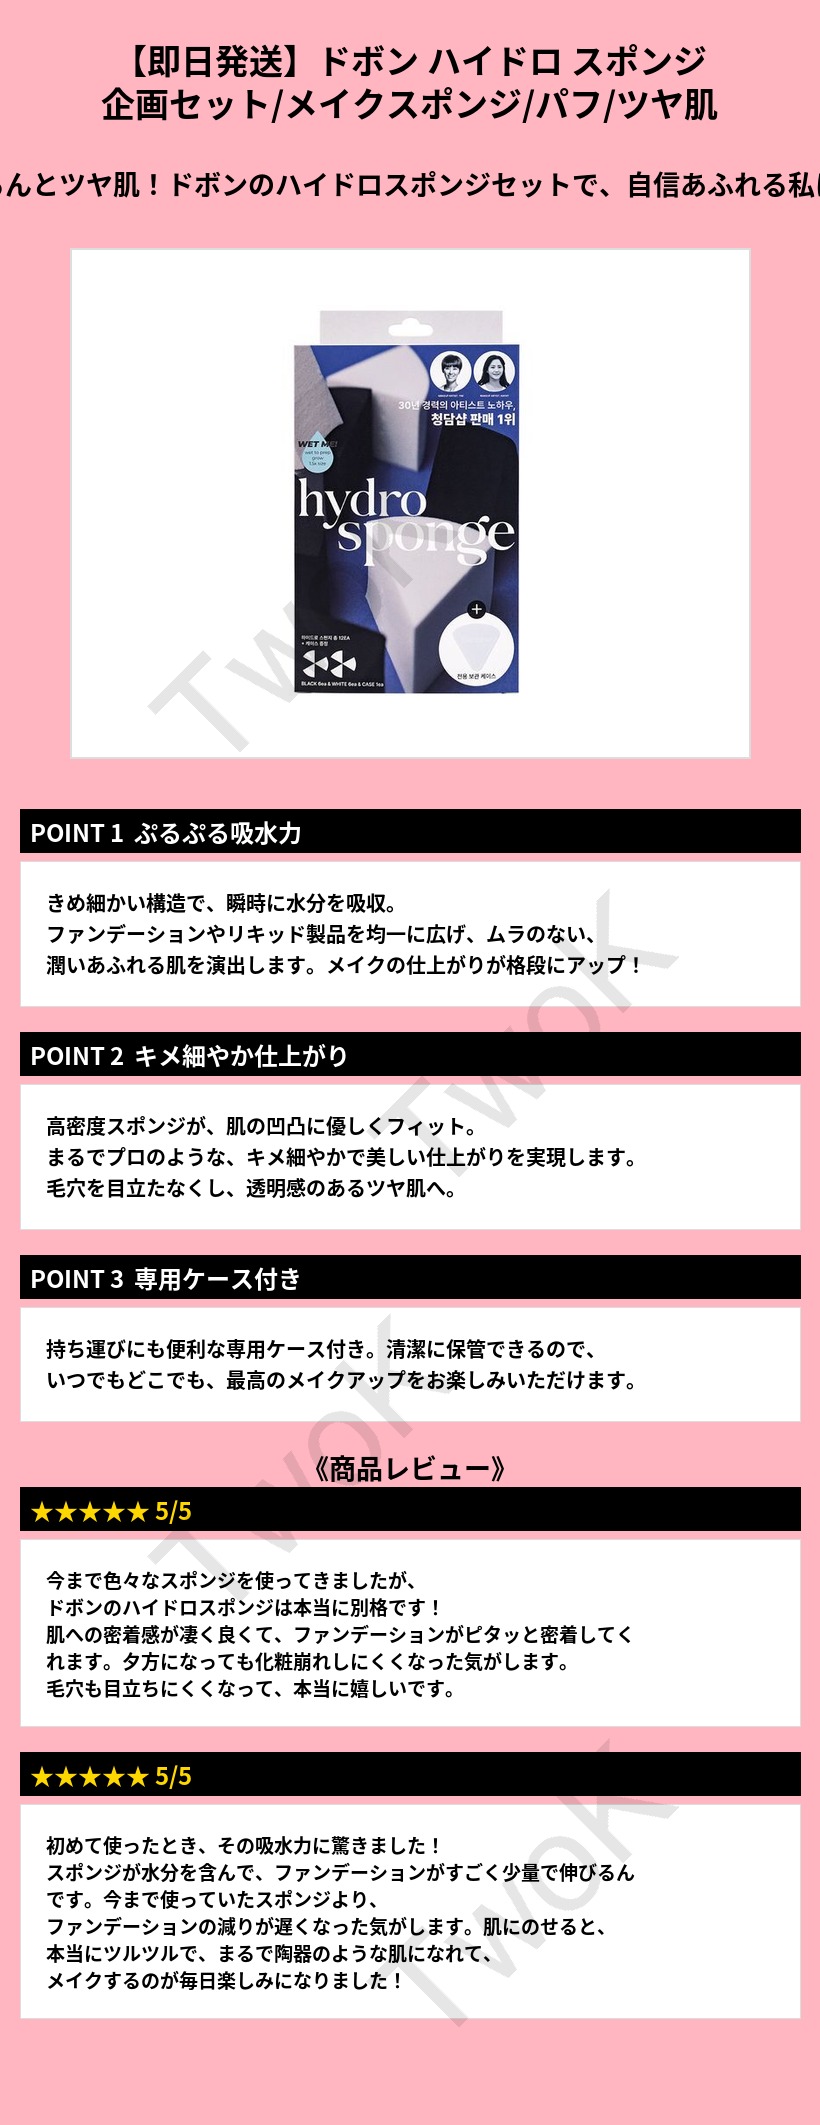 【即日発送】ドボン ハイドロ スポンジ
企画セット/メイクスポンジ/パフ/ツヤ肌
んとツヤ肌！ドボンのハイドロスポンジセットで、自信あふれる私
30년 경력의 아티스트 노하우,
청담샵 판매 1위
WET ME!
wet to prep
grow
1.5x size
hydro
sponge
+
하이드로 스펀지 총 12EA
+ 케이스 증정
BLACK 6ea & WHITE 6ea & CASE 1ea
전용 보관 케이스
TwoK
POINT 1 ぷるぷる吸水力
きめ細かい構造で、瞬時に水分を吸収。
ファンデーションやリキッド製品を均一に広げ、ムラのない、
潤いあふれる肌を演出します。メイクの仕上がりが格段にアップ！
TwoK
POINT 2 キメ細やか仕上がり
高密度スポンジが、肌の凹凸に優しくフィット。
まるでプロのような、キメ細やかで美しい仕上がりを実現します。
毛穴を目立たなくし、透明感のあるツヤ肌へ。
POINT 3 専用ケース付き
持ち運びにも便利な専用ケース付き。清潔に保管できるので、
いつでもどこでも、最高のメイクアップをお楽しみいただけます。
TwoK
《商品レビュー》
★★★★★ 5/5
今まで色々なスポンジを使ってきましたが、
ドボンのハイドロスポンジは本当に別格です！
肌への密着感が凄く良くて、ファンデーションがピタッと密着してく
れます。夕方になっても化粧崩れしにくくなった気がします。
毛穴も目立ちにくくなって、本当に嬉しいです。
★★★★★ 5/5
初めて使ったとき、その吸水力に驚きました！
スポンジが水分を含んで、ファンデーションがすごく少量で伸びるん
です。今まで使っていたスポンジより、
ファンデーションの減りが遅くなった気がします。肌にのせると、
本当にツルツルで、まるで陶器のような肌になれて、
メイクするのが毎日楽しみになりました！
TwoK